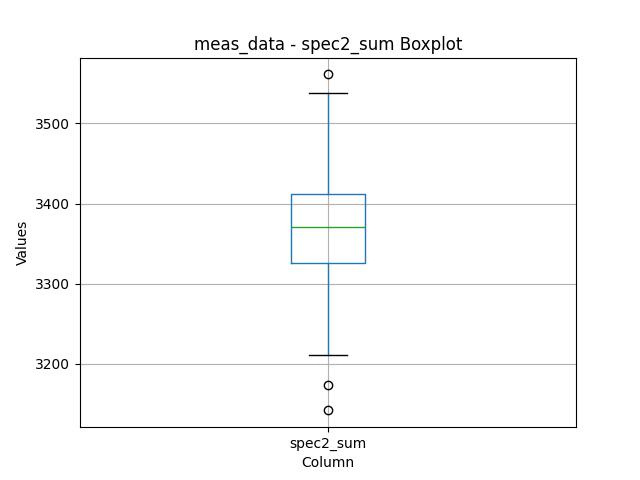 meas_data - spec2_sum Boxplot
3500
3400
3300
3200
Values
spec2_sum
Column